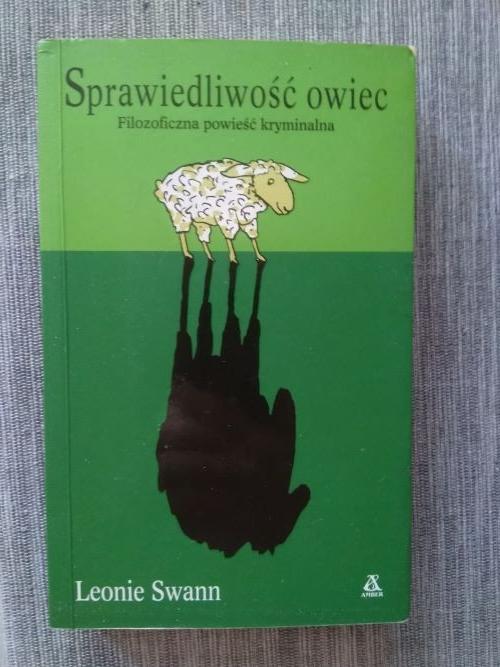 Sprawiedliwość owiec
Filozoficzna powieść kryminalna
Leonie Swann
AMBER